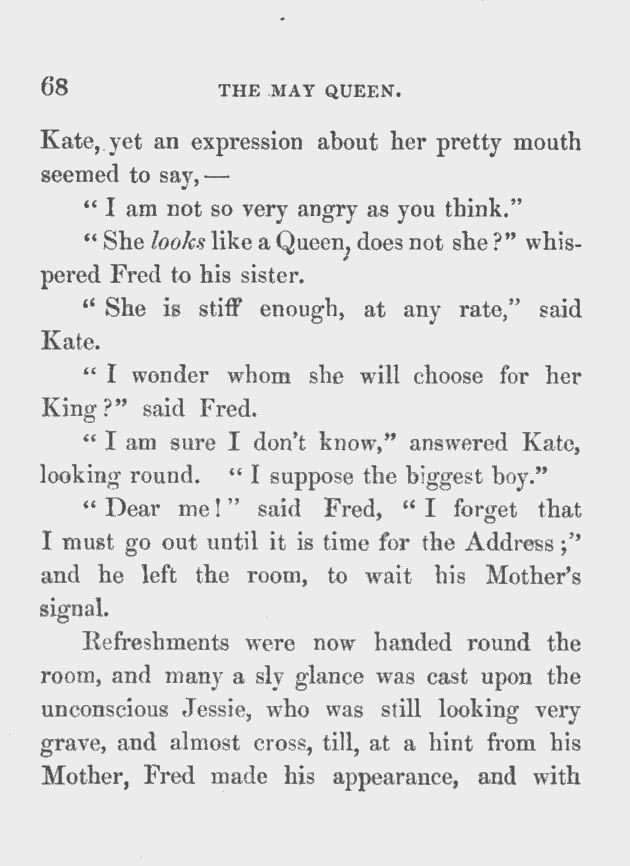 68 THE MAY QUEEN.
Kate, yet an expression about her pretty mouth
seemed to say,—
“ I am not so very angry as you think.”
“ She looks like a Queen, does not she ?” whis-
pered Fred to his sister.
“ She is stiff enough, at any rate,” said
Kate.
“ I wonder whom she will choose for her
King ?” said Fred.
“ I am sure I don’t know,” answered Kate,
looking round. “ I suppose the biggest boy.”
“ Dear me! ” said Fred, “ I forget that
I must go out until it is time for the Address ;”
and he left the room, to wait his Mother’s
signal.
Refreshments were now handed round the
room, and many a sly glance was cast upon the
unconscious Jessie, who was still looking very
grave, and almost cross, till, at a hint from his
Mother, Fred made his appearance, and with